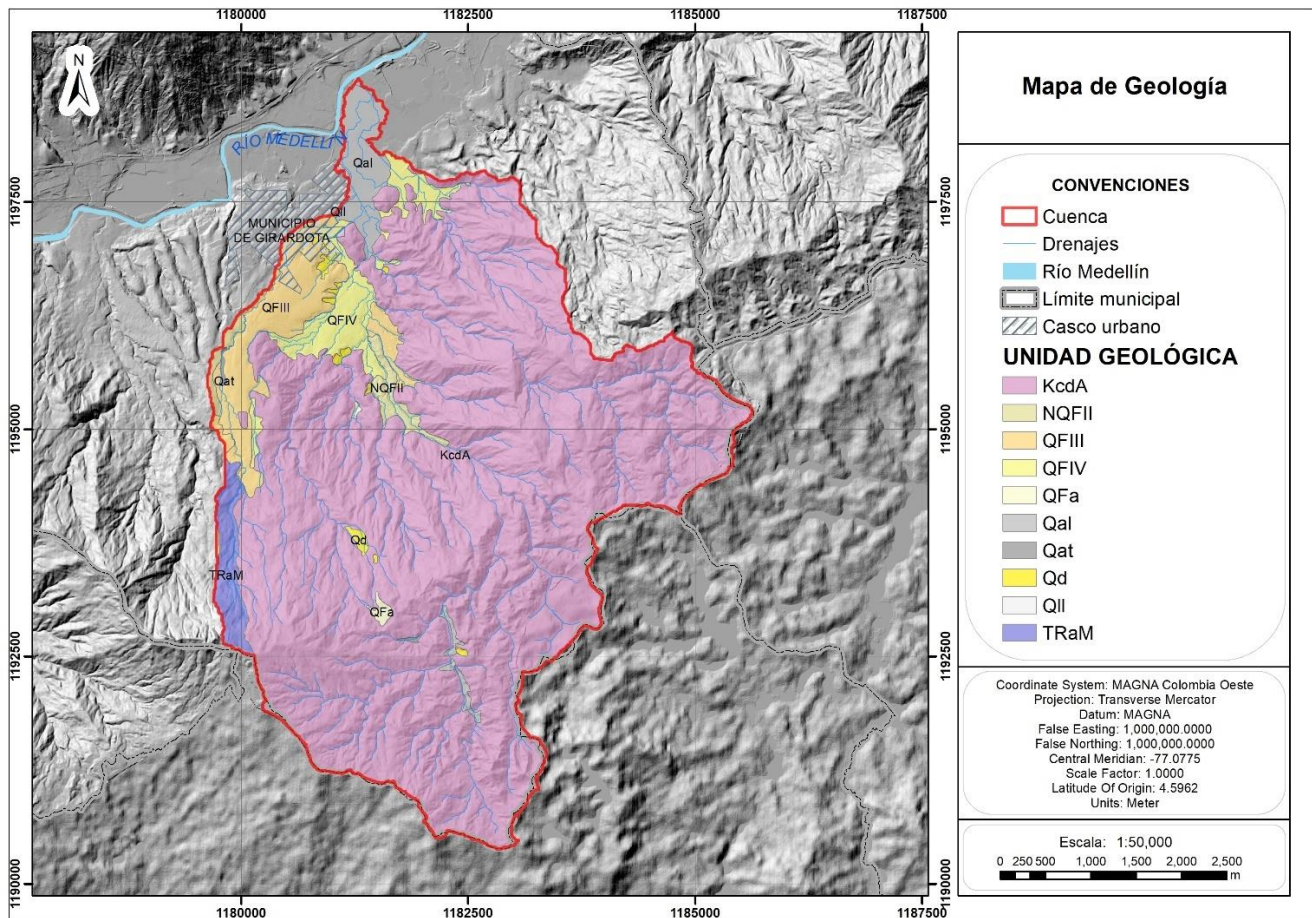 1180000
1182500
1185000
1187500
N
RÍO MEDELLÍN
Qal
1197500
1197500
Qll
MUNICIPIO
DE GIRARDOTA
QFIII
QFIV
Qat
NQFII
1195000
1195000
KcdA
Qd
TRaM
QFa
1192500
1192500
1190000
1190000
1180000
1182500
1185000
1187500
Mapa de Geología
CONVENCIONES
Cuenca
Drenajes
Río Medellín
Límite municipal
Casco urbano
UNIDAD GEOLÓGICA
KcdA
NQFII
QFIII
QFIV
QFa
Qal
Qat
Qd
Qll
TRaM
Coordinate System: MAGNA Colombia Oeste
Projection: Transverse Mercator
Datum: MAGNA
False Easting: 1,000,000.0000
False Northing: 1,000,000.0000
Central Meridian: -77.0775
Scale Factor: 1.0000
Latitude Of Origin: 4.5962
Units: Meter
Escala: 1:50,000
0 250 500 1,000 1,500 2,000 2,500
m